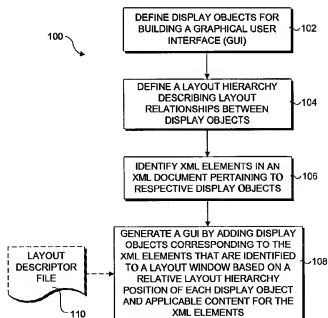 100
DEFINE DISPLAY OBJECTS FOR
BUILDING A GRAPHICAL USER
INTERFACE (GUI)
102
DEFINE A LAYOUT HIERARCHY
DESCRIBING LAYOUT
RELATIONSHIPS BETWEEN
DISPLAY OBJECTS
104
IDENTIFY XML ELEMENTS IN AN
XML DOCUMENT PERTAINING TO
RESPECTIVE DISPLAY OBJECTS
106
GENERATE A GUI BY ADDING DISPLAY
OBJECTS CORRESPONDING TO THE
XML ELEMENTS THAT ARE IDENTIFIED
TO A LAYOUT WINDOW BASED ON A
RELATIVE LAYOUT HIERARCHY
POSITION OF EACH DISPLAY OBJECT
AND APPLICABLE CONTENT FOR THE
XML ELEMENTS
108
LAYOUT
DESCRIPTOR
FILE
110